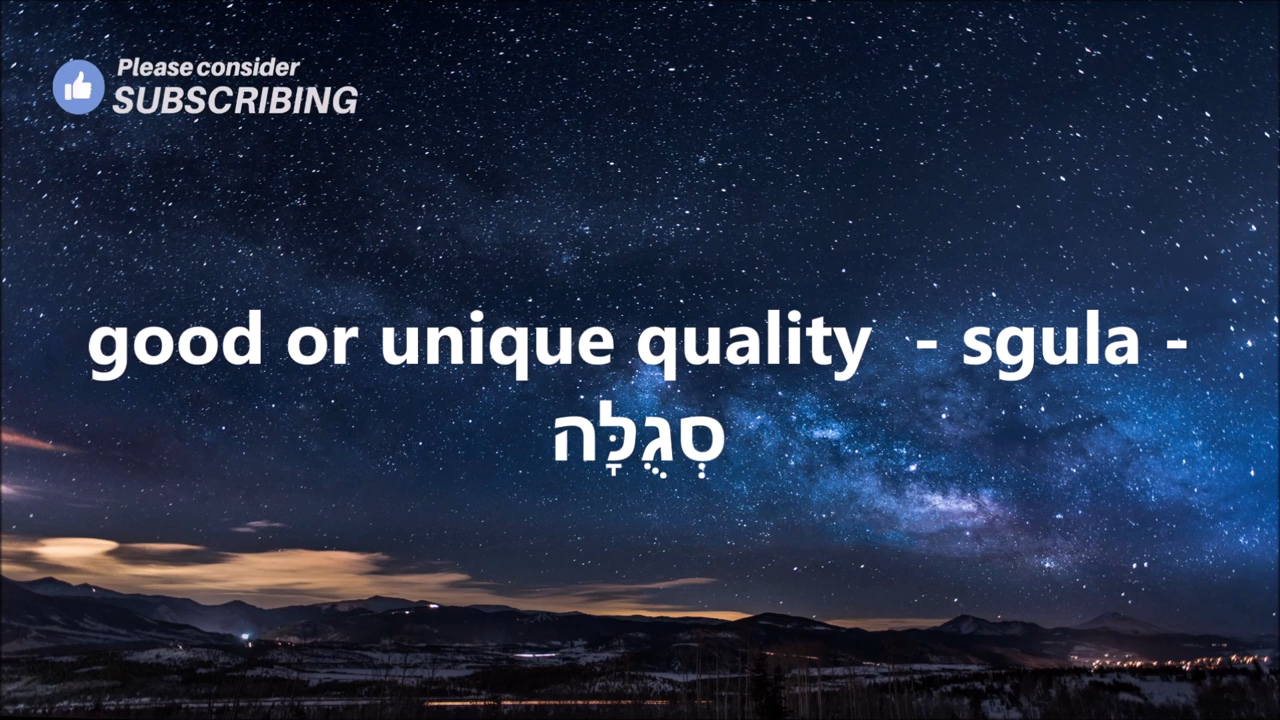 Please consider
SUBSCRIBING
good or unique quality - sgula -
סְגֻלָּה